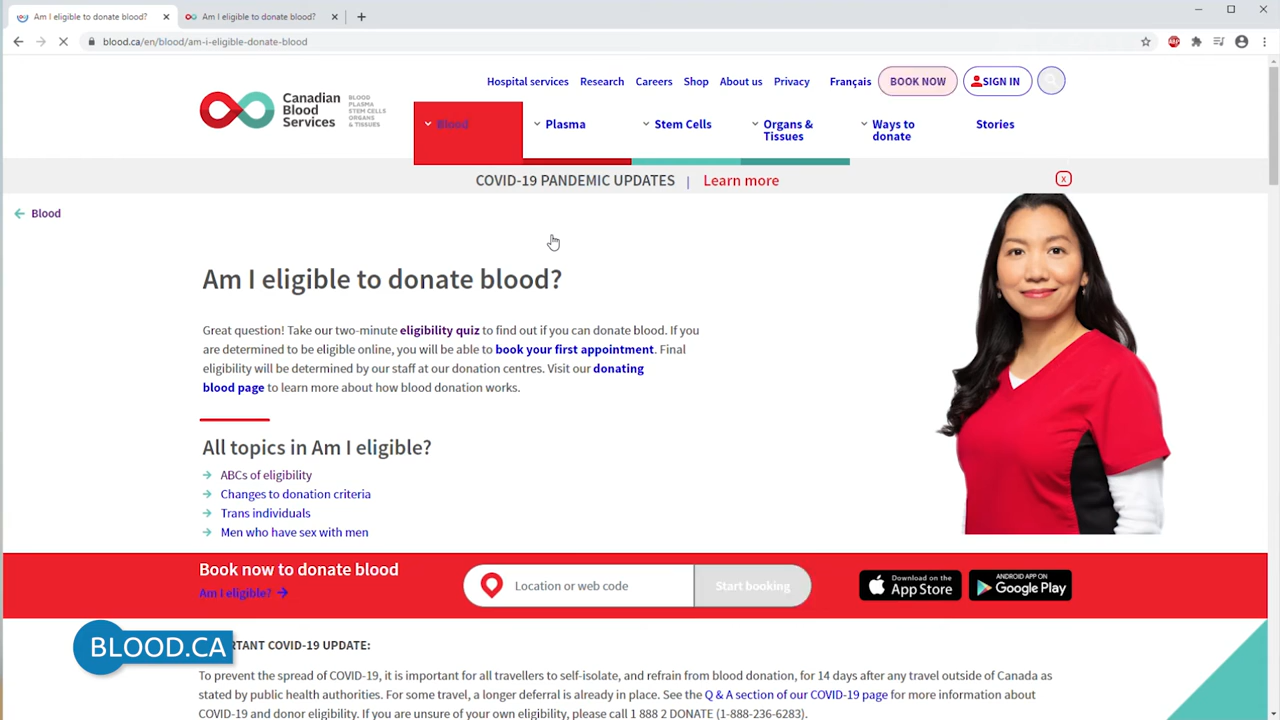 Am I eligible to donate blood?
Am I eligible to donate blood?
blood.ca/en/blood/am-i-eligible-donate-blood
ABP
Hospital services
Research
Careers
Shop
About us
Privacy
Français
BOOK NOW
SIGN IN
Canadian
Blood
Services
BLOOD
PLASMA
STEM CELLS
ORGANS
& TISSUES
Blood
Plasma
Stem Cells
Organs &
Tissues
Ways to
donate
Stories
COVID-19 PANDEMIC UPDATES | Learn more
x
Blood
Am I eligible to donate blood?
Great question! Take our two-minute eligibility quiz to find out if you can donate blood. If you
are determined to be eligible online, you will be able to book your first appointment. Final
eligibility will be determined by our staff at our donation centres. Visit our donating
blood page to learn more about how blood donation works.
All topics in Am I eligible?
ABCs of eligibility
Changes to donation criteria
Trans individuals
Men who have sex with men
Book now to donate blood
Am I eligible?
Location or web code
Start booking
Download on the
App Store
ANDROID APP ON
Google Play
BLOOD.CA
RTANT COVID-19 UPDATE:
To prevent the spread of COVID-19, it is important for all travellers to self-isolate, and refrain from blood donation, for 14 days after any travel outside of Canada as
stated by public health authorities. For some travel, a longer deferral is already in place. See the Q & A section of our COVID-19 page for more information about
COVID-19 and donor eligibility. If you are unsure of your own eligibility, please call 1 888 2 DONATE (1-888-236-6283).